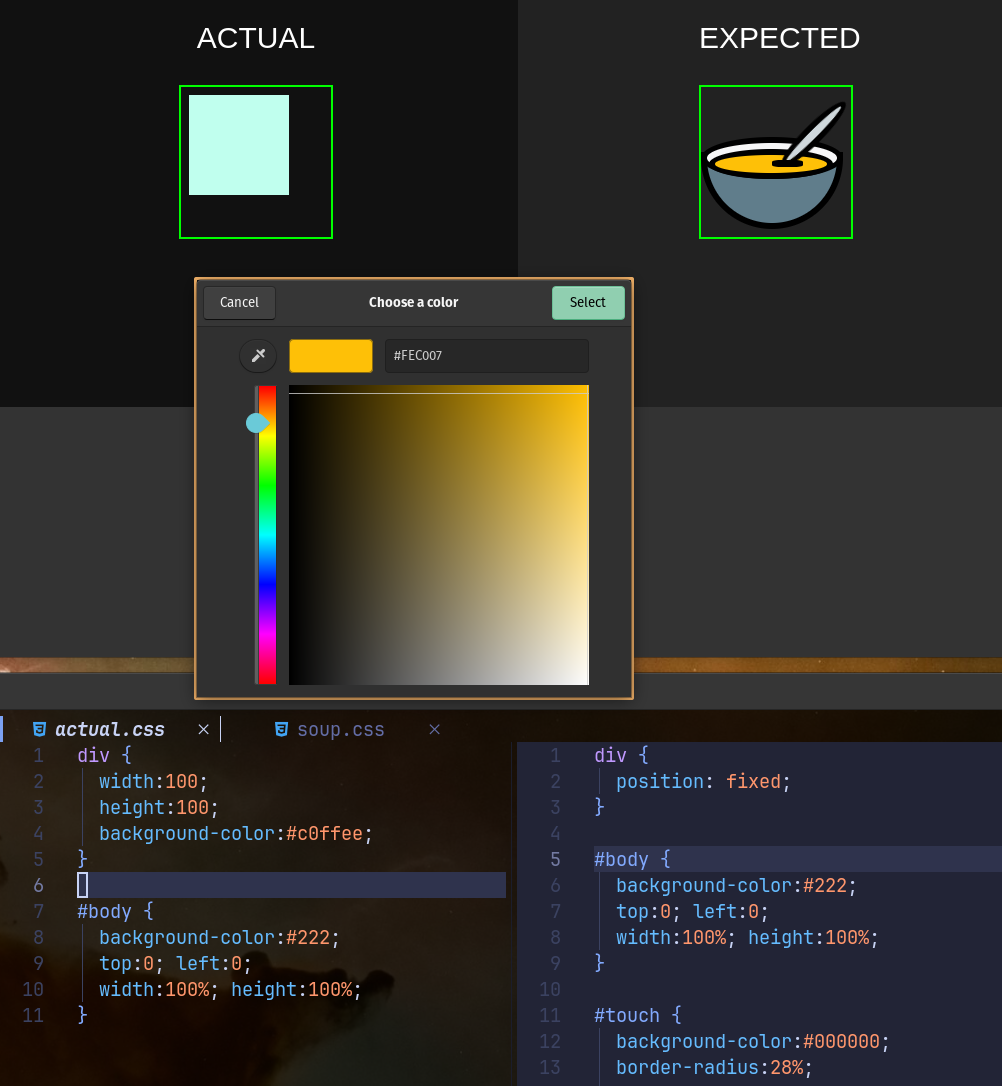 ACTUAL
EXPECTED
Cancel
Choose a color
Select
#FEC007
actual.css
soup.css
1 div {
2 width:100;
3 height:100;
4 background-color:#c0ffee;
5 }
6
7 #body {
8 background-color:#222;
9 top:0; left:0;
10 width:100%; height:100%;
11 }
1 div {
2 position: fixed;
3 }
4
5 #body {
6 background-color:#222;
7 top:0; left:0;
8 width:100%; height:100%;
9 }
10
11 #touch {
12 background-color:#000000;
13 border-radius:28%;